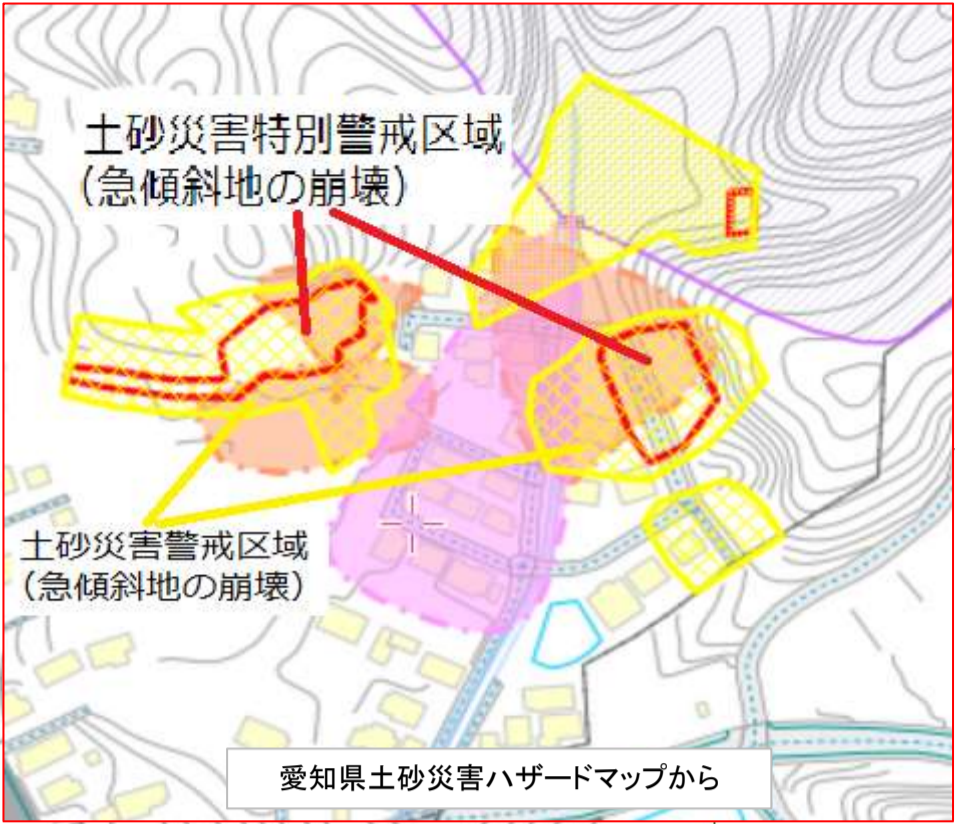 土砂災害特別警戒区域
（急傾斜地の崩壊）
土砂災害警戒区域
（急傾斜地の崩壊）
愛知県土砂災害ハザードマップから